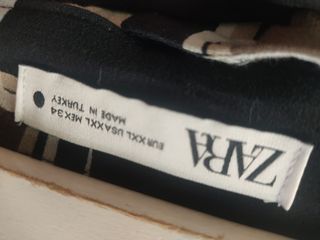 ZARA
EUR XXL USA XXL MEX 34
MADE IN TURKEY